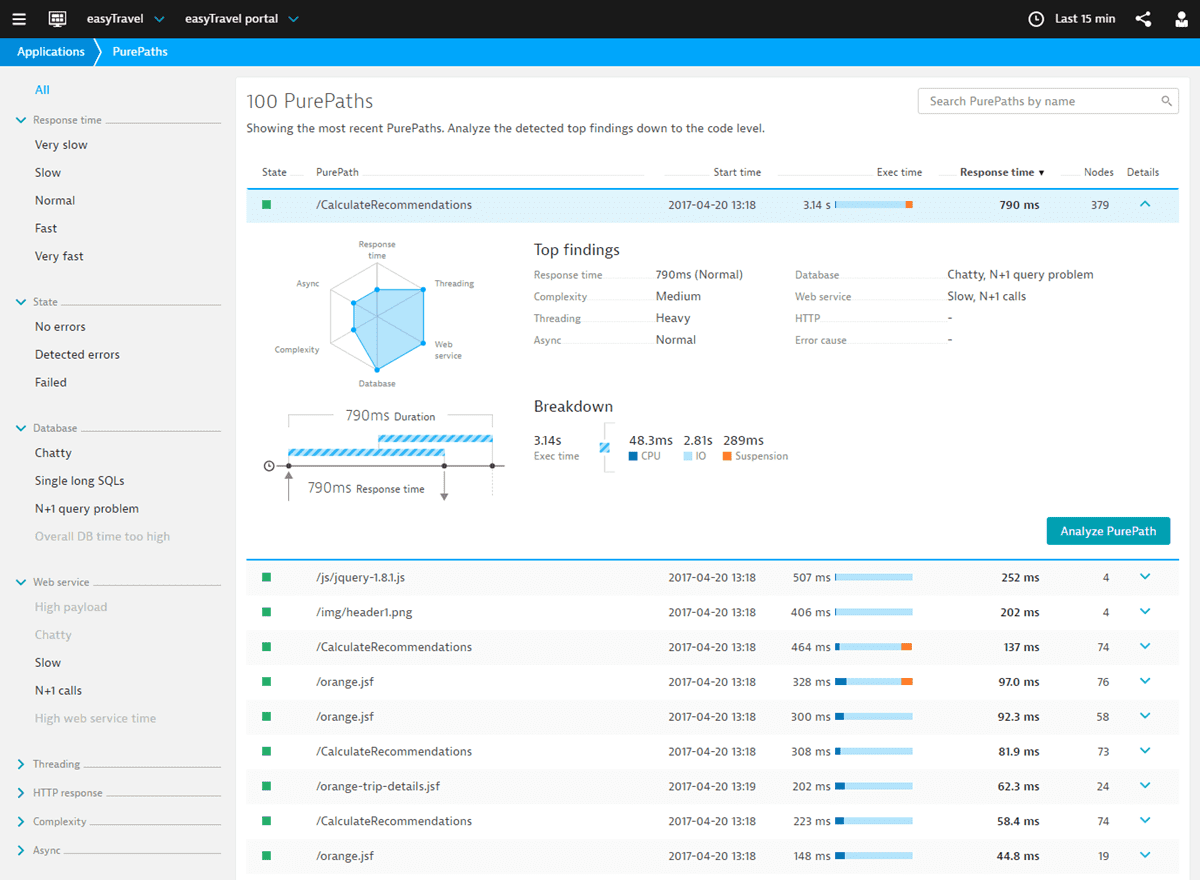 easyTravel easyTravel portal Last 15 min
Applications PurePaths
All
Response time
Very slow
Slow
Normal
Fast
Very fast
State
No errors
Detected errors
Failed
Database
Chatty
Single long SQLs
N+1 query problem
Overall DB time too high
Web service
High payload
Chatty
Slow
N+1 calls
High web service time
Threading
HTTP response
Complexity
Async
100 PurePaths
Search PurePaths by name
Showing the most recent PurePaths. Analyze the detected top findings down to the code level.
State PurePath Start time Exec time Response time ▼ Nodes Details
/CalculateRecommendations 2017-04-20 13:18 3.14 s 790 ms 379
Response
time
Async
Threading
Complexity
Web
service
Database
790ms Duration
790ms Response time
Top findings
Response time 790ms (Normal) Database Chatty, N+1 query problem
Complexity Medium Web service Slow, N+1 calls
Threading Heavy HTTP -
Async Normal Error cause -
Breakdown
3.14s 48.3ms 2.81s 289ms
Exec time CPU IO Suspension
Analyze PurePath
/js/jquery-1.8.1.js 2017-04-20 13:18 507 ms 252 ms 4
/img/header1.png 2017-04-20 13:18 406 ms 202 ms 4
/CalculateRecommendations 2017-04-20 13:18 464 ms 137 ms 74
/orange.jsf 2017-04-20 13:18 328 ms 97.0 ms 76
/orange.jsf 2017-04-20 13:18 300 ms 92.3 ms 58
/CalculateRecommendations 2017-04-20 13:18 308 ms 81.9 ms 73
/orange-trip-details.jsf 2017-04-20 13:19 202 ms 62.3 ms 24
/CalculateRecommendations 2017-04-20 13:18 223 ms 58.4 ms 74
/orange.jsf 2017-04-20 13:18 148 ms 44.8 ms 19